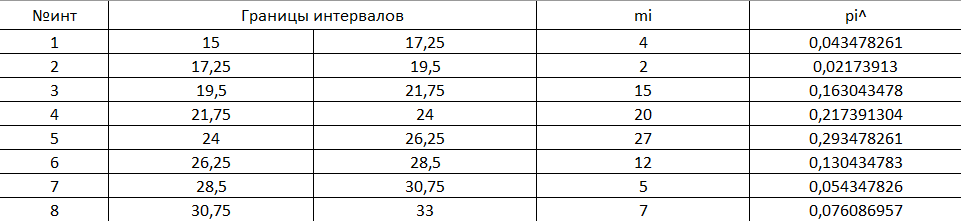 №инт Границы интервалов mi pi^
1 15 17,25 4 0,043478261
2 17,25 19,5 2 0,02173913
3 19,5 21,75 15 0,163043478
4 21,75 24 20 0,217391304
5 24 26,25 27 0,293478261
6 26,25 28,5 12 0,130434783
7 28,5 30,75 5 0,054347826
8 30,75 33 7 0,076086957